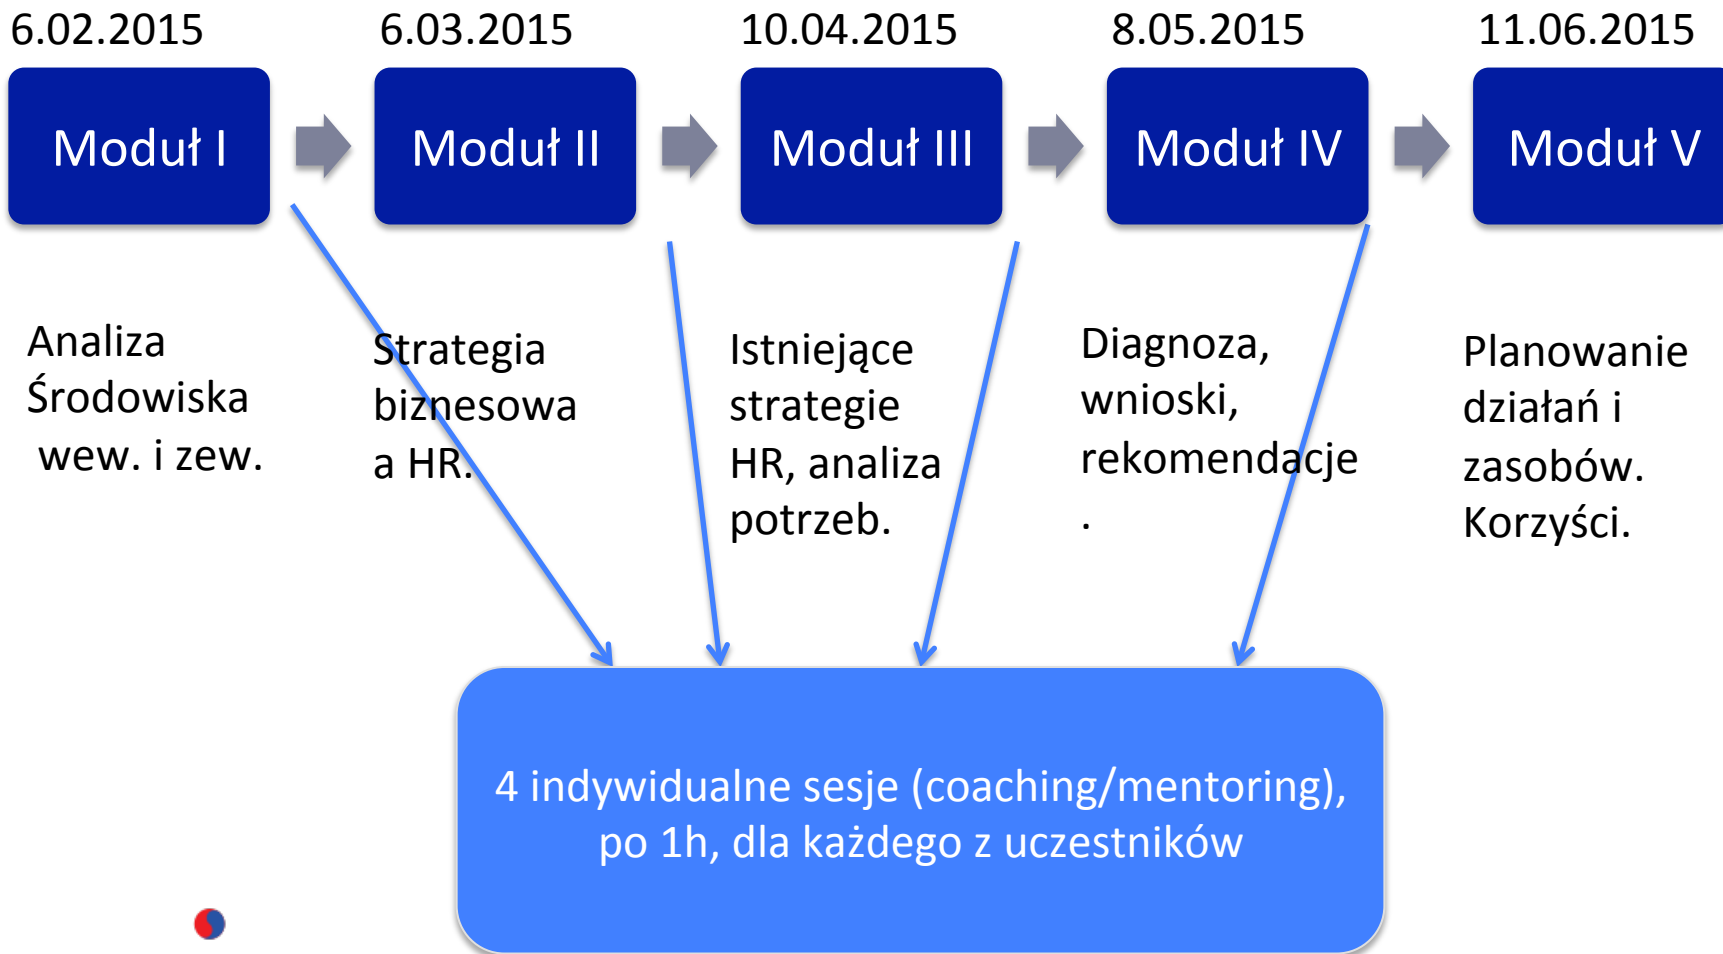 6.02.2015
6.03.2015
10.04.2015
8.05.2015
11.06.2015
Moduł I
Moduł II
Moduł III
Moduł IV
Moduł V
Analiza
Środowiska
wew. i zew.
Strategia
biznesowa
a HR.
Istniejące
strategie
HR, analiza
potrzeb.
Diagnoza,
wnioski,
rekomendacje
.
Planowanie
działań i
zasobów.
Korzyści.
4 indywidualne sesje (coaching/mentoring),
po 1h, dla każdego z uczestników